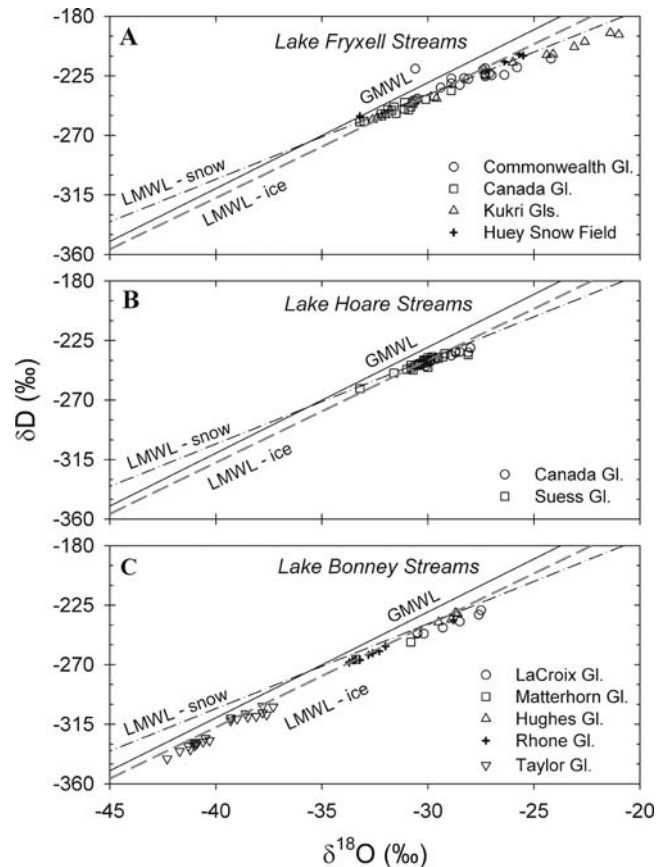 A
Lake Fryxell Streams
GMWL
LMWL - snow
LMWL - ice
Commonwealth Gl.
Canada Gl.
Kukri Gls.
Huey Snow Field
-180
-225
-270
-315
-360
B
Lake Hoare Streams
GMWL
LMWL - snow
LMWL - ice
Canada Gl.
Suess Gl.
-180
-225
-270
-315
-360
δD (‰)
C
Lake Bonney Streams
GMWL
LMWL - snow
LMWL - ice
LaCroix Gl.
Matterhorn Gl.
Hughes Gl.
Rhone Gl.
Taylor Gl.
-180
-225
-270
-315
-360
-45 -40 -35 -30 -25 -20
δ¹⁸O (‰)